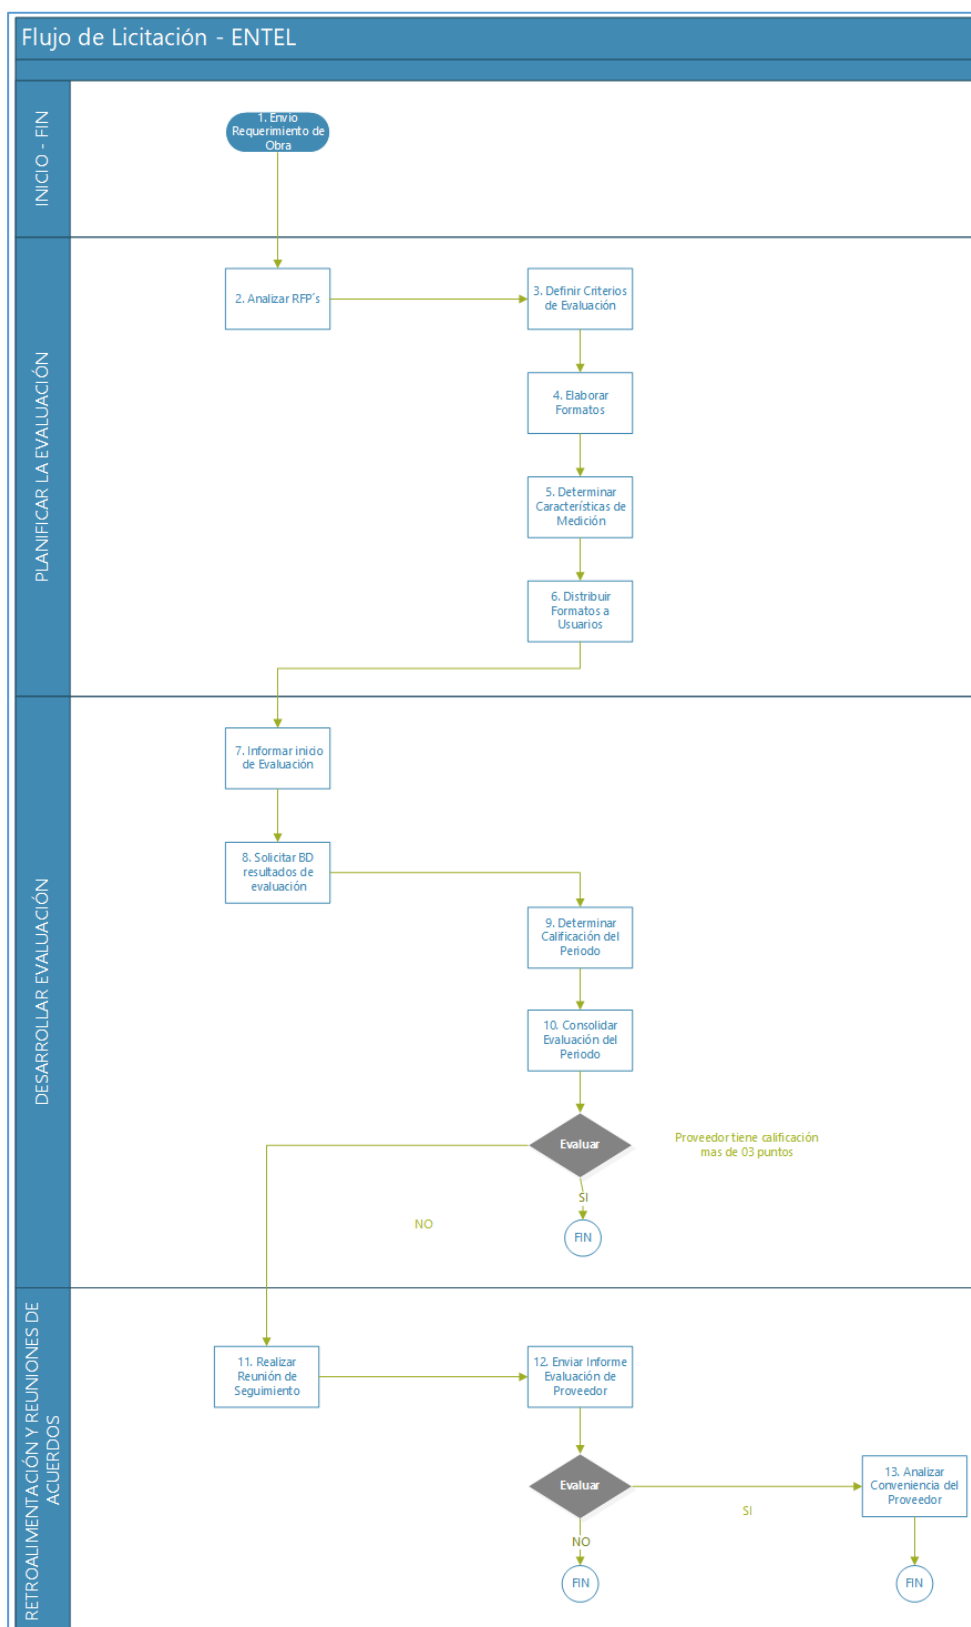 Flujo de Licitación - ENTEL
INICIO - FIN
1. Envio
Requerimiento de
Obra
PLANIFICAR LA EVALUACIÓN
2. Analizar RFP´s
3. Definir Criterios
de Evaluación
4. Elaborar
Formatos
5. Determinar
Características de
Medición
6. Distribuir
Formatos a
Usuarios
DESARROLLAR EVALUACIÓN
7. Informar inicio
de Evaluación
8. Solicitar BD
resultados de
evaluación
9. Determinar
Calificación del
Periodo
10. Consolidar
Evaluación del
Periodo
Evaluar
Proveedor tiene calificación
mas de 03 puntos
SI
NO
FIN
RETROALIMENTACIÓN Y REUNIONES DE
ACUERDOS
11. Realizar
Reunión de
Seguimiento
12. Enviar Informe
Evaluación de
Proveedor
Evaluar
SI
13. Analizar
Conveniencia del
Proveedor
NO
FIN
FIN